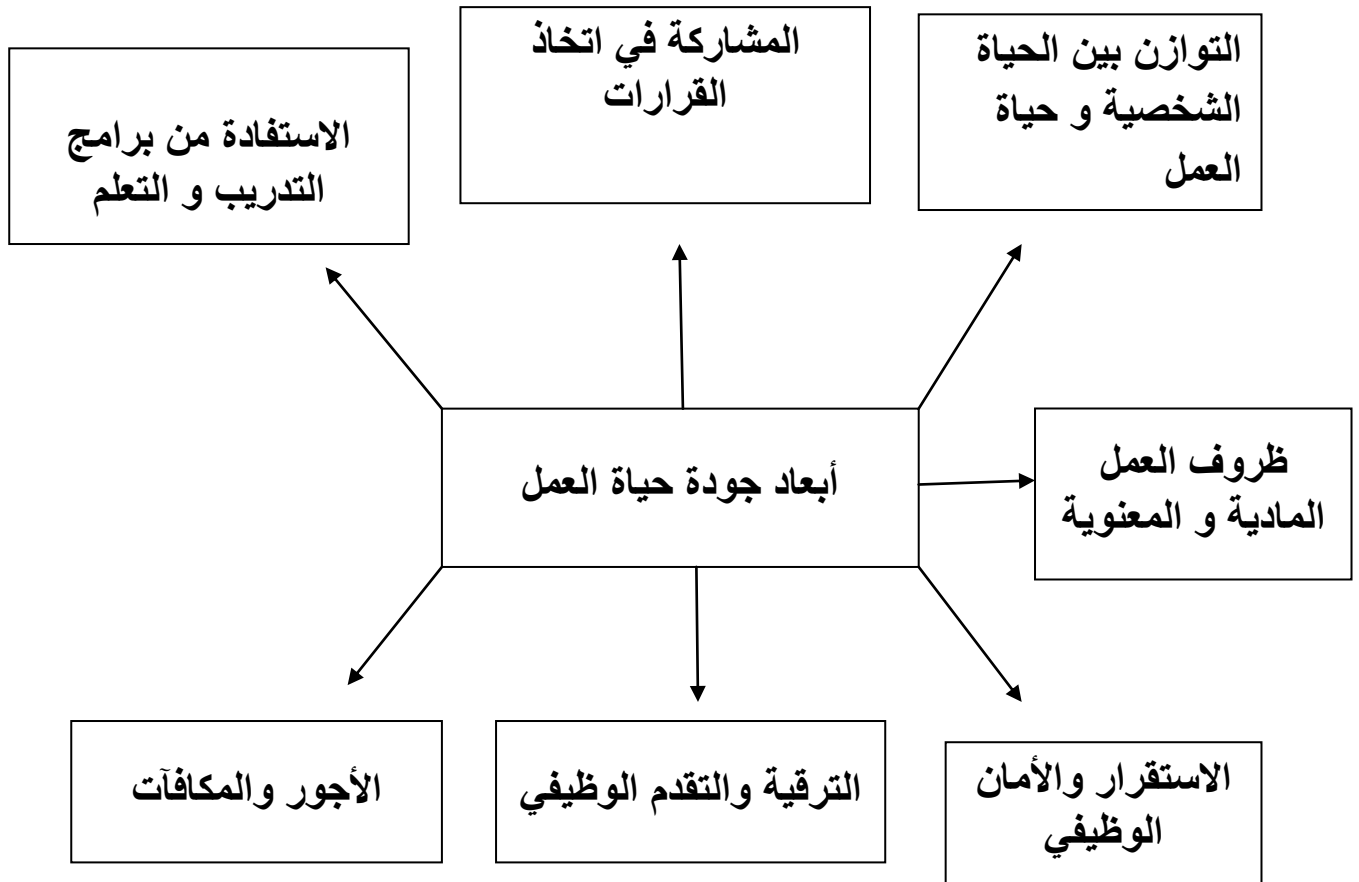 المشاركة في اتخاذ
القرارات
التوازن بين الحياة
الشخصية و حياة
العمل
الاستفادة من برامج
التدريب و التعلم
أبعاد جودة حياة العمل
ظروف العمل
المادية و المعنوية
الأجور والمكافآت
الترقية والتقدم الوظيفي
الاستقرار والأمان
الوظيفي